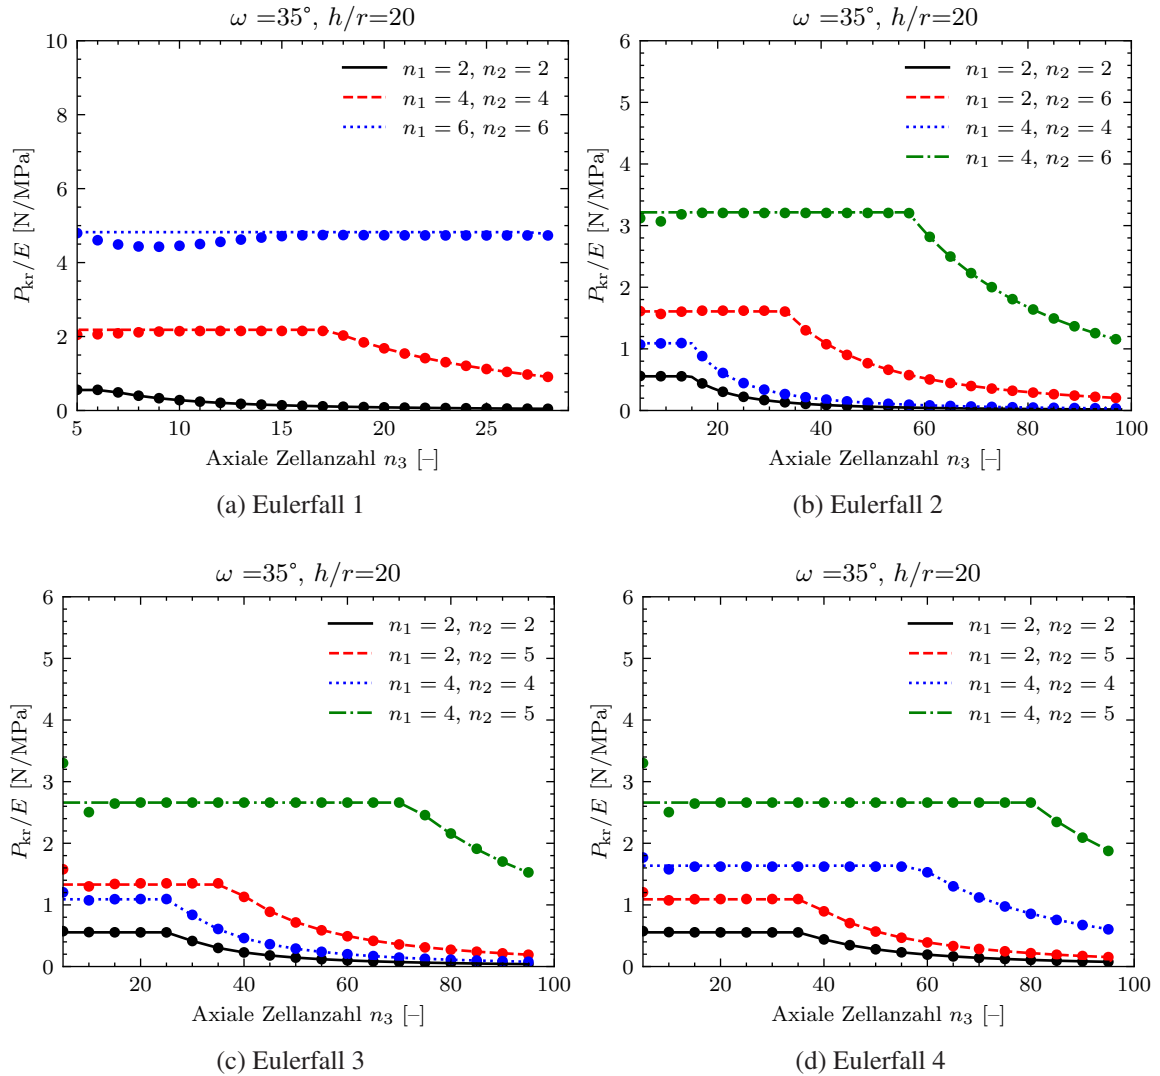 ω =35°, h/r=20
10
8
6
4
2
0
P_kr/E [N/MPa]
n₁ = 2, n₂ = 2
n₁ = 4, n₂ = 4
n₁ = 6, n₂ = 6
5 10 15 20 25
Axiale Zellanzahl n₃ [–]
(a) Eulerfall 1
ω =35°, h/r=20
6
5
4
3
2
1
0
P_kr/E [N/MPa]
n₁ = 2, n₂ = 2
n₁ = 2, n₂ = 6
n₁ = 4, n₂ = 4
n₁ = 4, n₂ = 6
20 40 60 80 100
Axiale Zellanzahl n₃ [–]
(b) Eulerfall 2
ω =35°, h/r=20
6
5
4
3
2
1
0
P_kr/E [N/MPa]
n₁ = 2, n₂ = 2
n₁ = 2, n₂ = 5
n₁ = 4, n₂ = 4
n₁ = 4, n₂ = 5
20 40 60 80 100
Axiale Zellanzahl n₃ [–]
(c) Eulerfall 3
ω =35°, h/r=20
6
5
4
3
2
1
0
P_kr/E [N/MPa]
n₁ = 2, n₂ = 2
n₁ = 2, n₂ = 5
n₁ = 4, n₂ = 4
n₁ = 4, n₂ = 5
20 40 60 80 100
Axiale Zellanzahl n₃ [–]
(d) Eulerfall 4